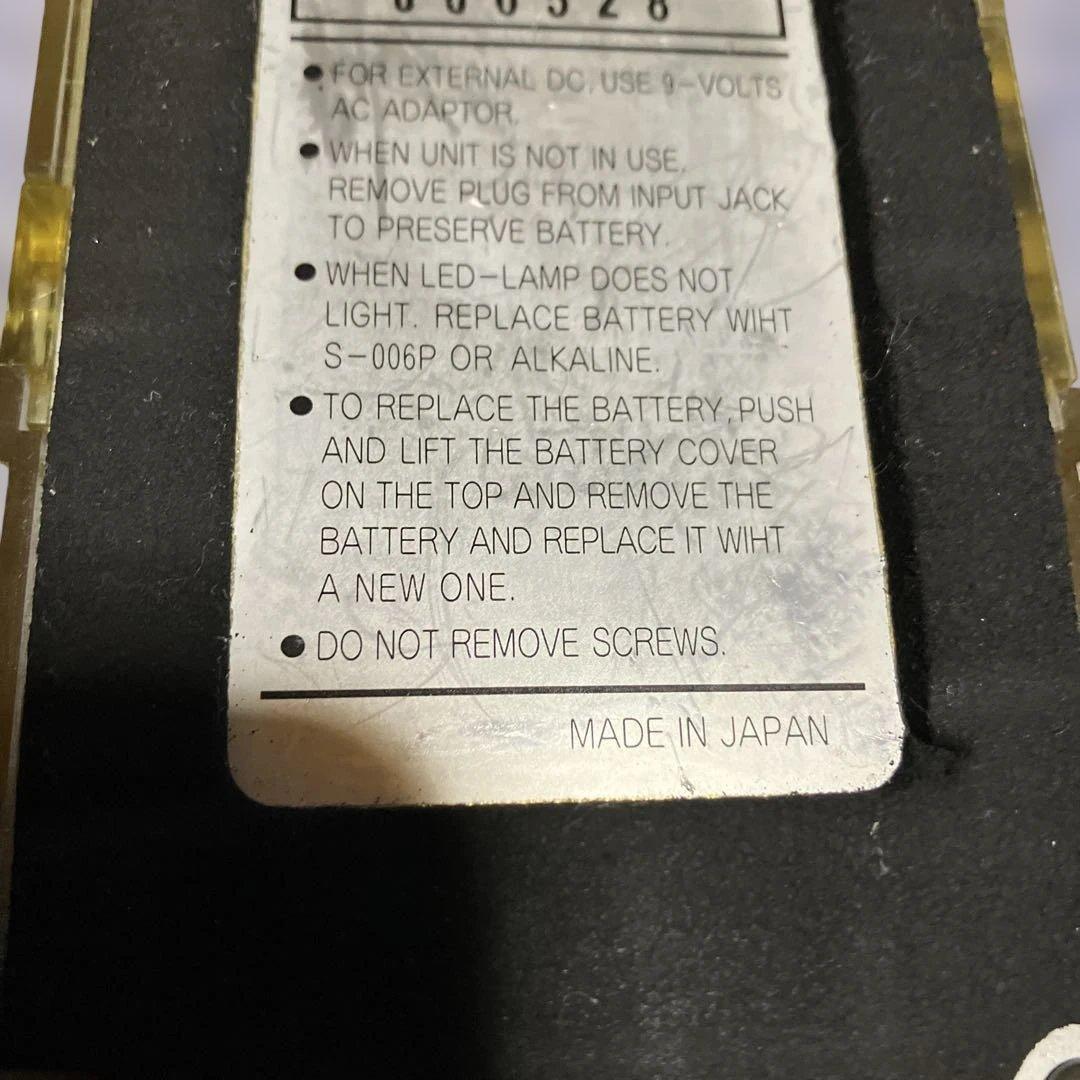 ● FOR EXTERNAL DC, USE 9-VOLTS
AC ADAPTOR.
● WHEN UNIT IS NOT IN USE,
REMOVE PLUG FROM INPUT JACK
TO PRESERVE BATTERY.
● WHEN LED-LAMP DOES NOT
LIGHT. REPLACE BATTERY WIHT
S-006P OR ALKALINE.
● TO REPLACE THE BATTERY, PUSH
AND LIFT THE BATTERY COVER
ON THE TOP AND REMOVE THE
BATTERY AND REPLACE IT WIHT
A NEW ONE.
● DO NOT REMOVE SCREWS.
MADE IN JAPAN